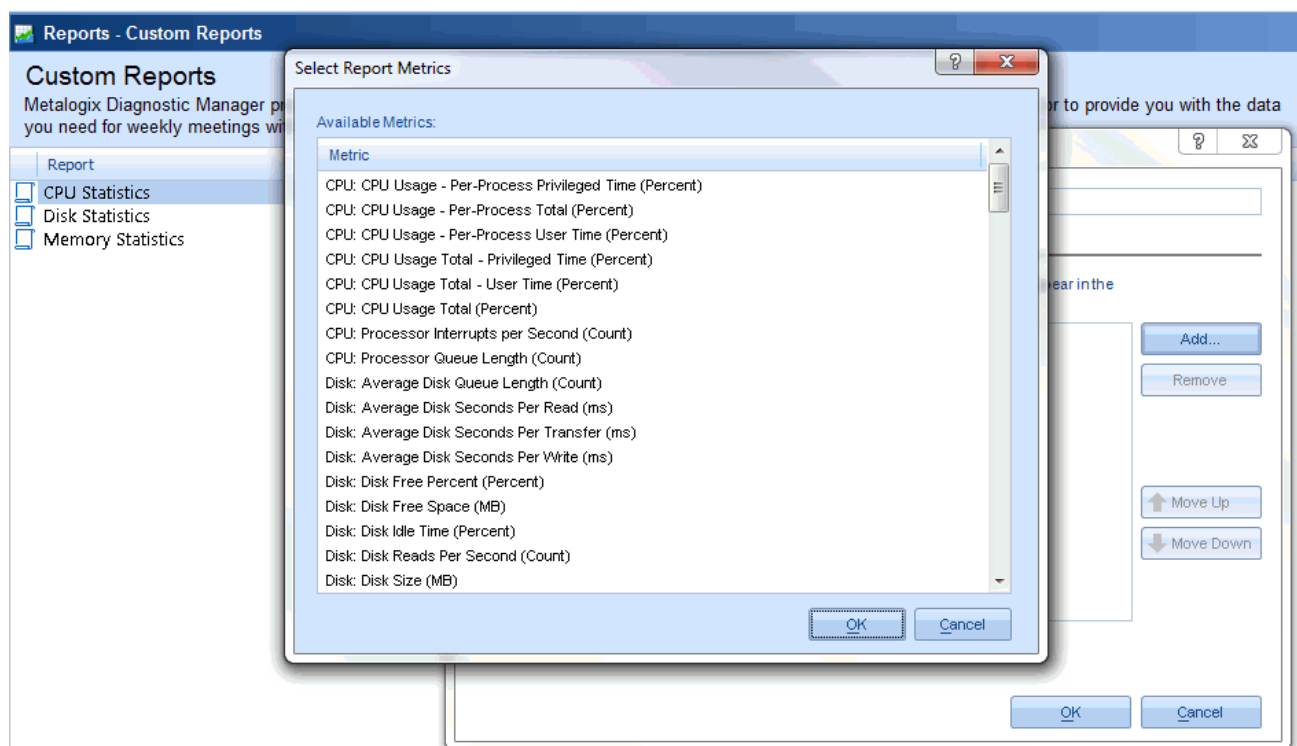 Reports - Custom Reports
Custom Reports
Metalogix Diagnostic Manager
you need for weekly meetings
to provide you with the data
Report
CPU Statistics
Disk Statistics
Memory Statistics
Select Report Metrics
Available Metrics:
Metric
CPU: CPU Usage - Per-Process Privileged Time (Percent)
CPU: CPU Usage - Per-Process Total (Percent)
CPU: CPU Usage - Per-Process User Time (Percent)
CPU: CPU Usage Total - Privileged Time (Percent)
CPU: CPU Usage Total - User Time (Percent)
CPU: CPU Usage Total (Percent)
CPU: Processor Interrupts per Second (Count)
CPU: Processor Queue Length (Count)
Disk: Average Disk Queue Length (Count)
Disk: Average Disk Seconds Per Read (ms)
Disk: Average Disk Seconds Per Transfer (ms)
Disk: Average Disk Seconds Per Write (ms)
Disk: Disk Free Percent (Percent)
Disk: Disk Free Space (MB)
Disk: Disk Idle Time (Percent)
Disk: Disk Reads Per Second (Count)
Disk: Disk Size (MB)
OK
Cancel
in the
Add...
Remove
Move Up
Move Down
OK
Cancel